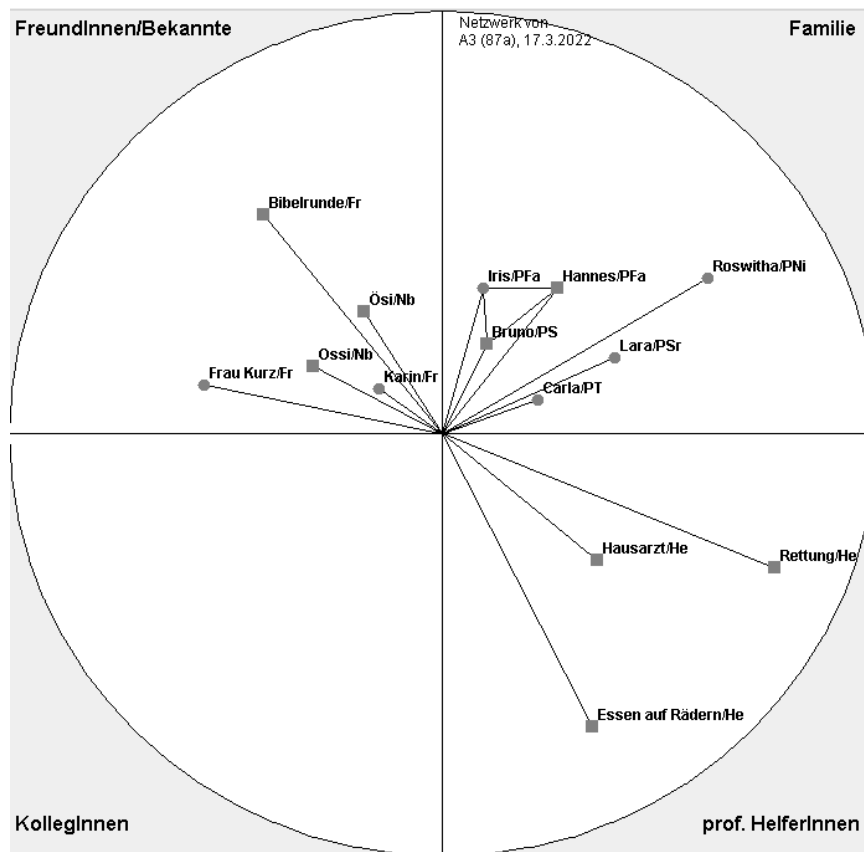 FreundInnen/Bekannte
Netzwerk von
A3 (87a), 17.3.2022
Familie
Bibelrunde/Fr
Ösi/Nb
Ossi/Nb
Karin/Fr
Frau Kurz/Fr
Iris/PFa
Hannes/PFa
Roswitha/PNi
Bruno/PS
Lara/PSr
Carla/PT
Hausarzt/He
Rettung/He
Essen auf Rädern/He
KollegInnen
prof. HelferInnen